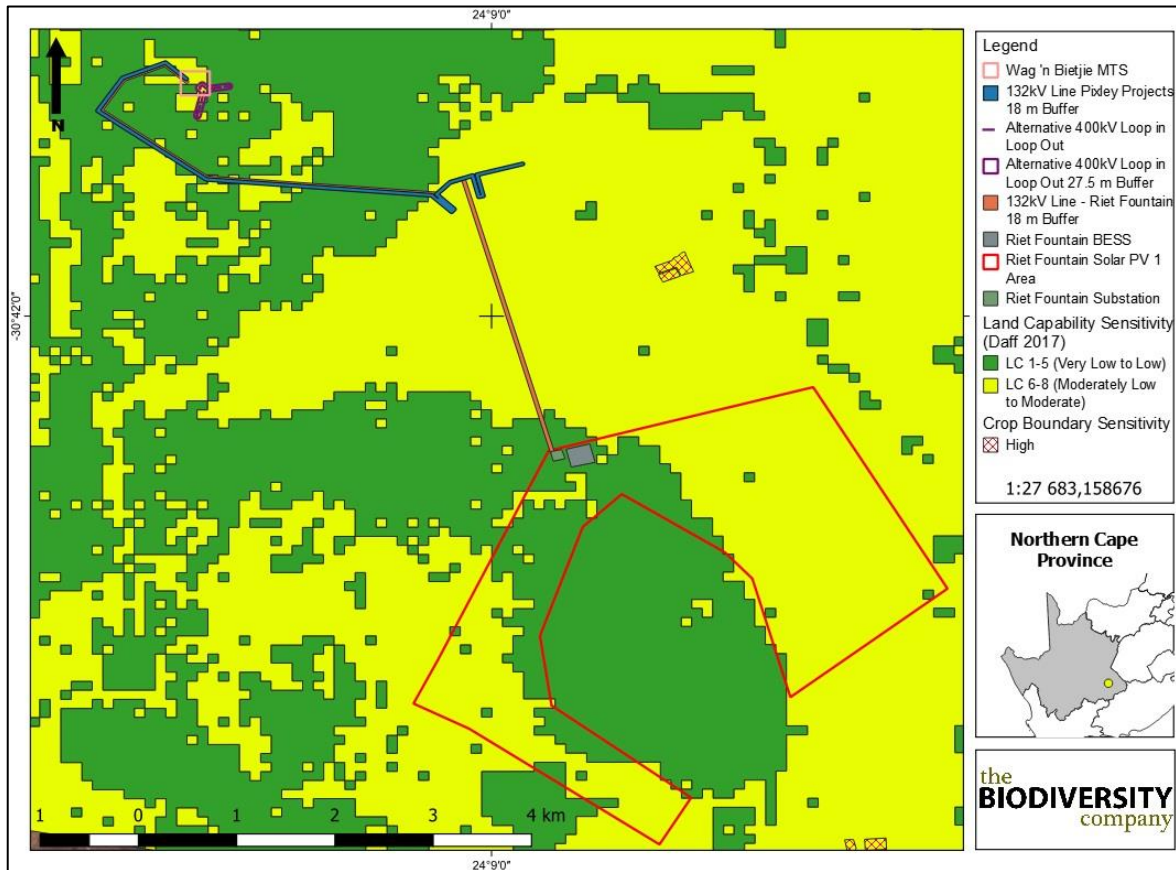 24°9'0"
N
-30°42'0"
1 0 1 2 3 4 km
24°9'0"
Legend
Wag 'n Bietjie MTS
132kV Line Pixley Projects
18 m Buffer
Alternative 400kV Loop in
Loop Out
Alternative 400kV Loop in
Loop Out 27.5 m Buffer
132kV Line - Riet Fountain
18 m Buffer
Riet Fountain BESS
Riet Fountain Solar PV 1
Area
Riet Fountain Substation
Land Capability Sensitivity
(Daff 2017)
LC 1-5 (Very Low to Low)
LC 6-8 (Moderately Low
to Moderate)
Crop Boundary Sensitivity
High
1:27 683,158676
Northern Cape
Province
the
BIODIVERSITY
company